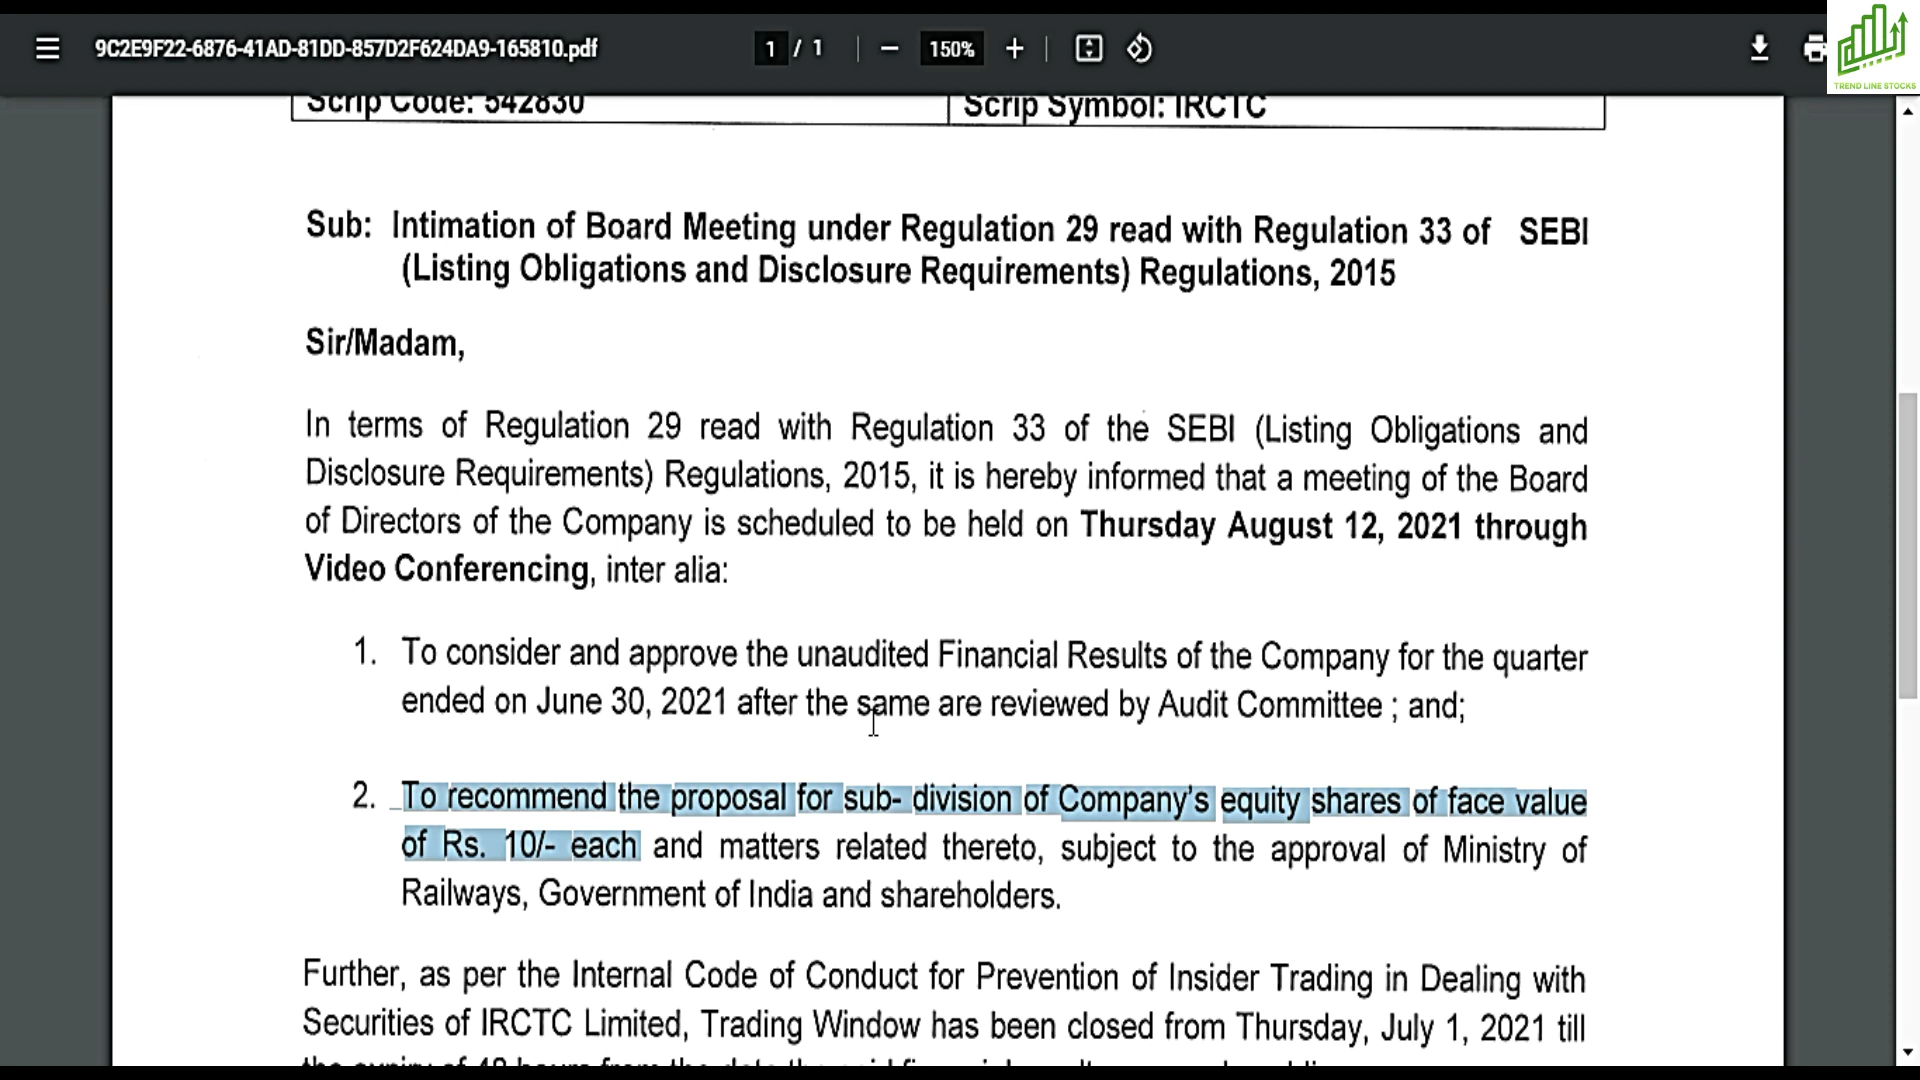 9C2E9F22-6876-41AD-81DD-857D2F624DA9-165810.pdf
1 / 1
150%
TREND LINE STOCKS
Scrip Code: 542830
Scrip Symbol: IRCTC
Sub: Intimation of Board Meeting under Regulation 29 read with Regulation 33 of SEBI
(Listing Obligations and Disclosure Requirements) Regulations, 2015
Sir/Madam,
In terms of Regulation 29 read with Regulation 33 of the SEBI (Listing Obligations and
Disclosure Requirements) Regulations, 2015, it is hereby informed that a meeting of the Board
of Directors of the Company is scheduled to be held on Thursday August 12, 2021 through
Video Conferencing, inter alia:
1. To consider and approve the unaudited Financial Results of the Company for the quarter
ended on June 30, 2021 after the same are reviewed by Audit Committee ; and;
2. To recommend the proposal for sub- division of Company's equity shares of face value
of Rs. 10/- each and matters related thereto, subject to the approval of Ministry of
Railways, Government of India and shareholders.
Further, as per the Internal Code of Conduct for Prevention of Insider Trading in Dealing with
Securities of IRCTC Limited, Trading Window has been closed from Thursday, July 1, 2021 till